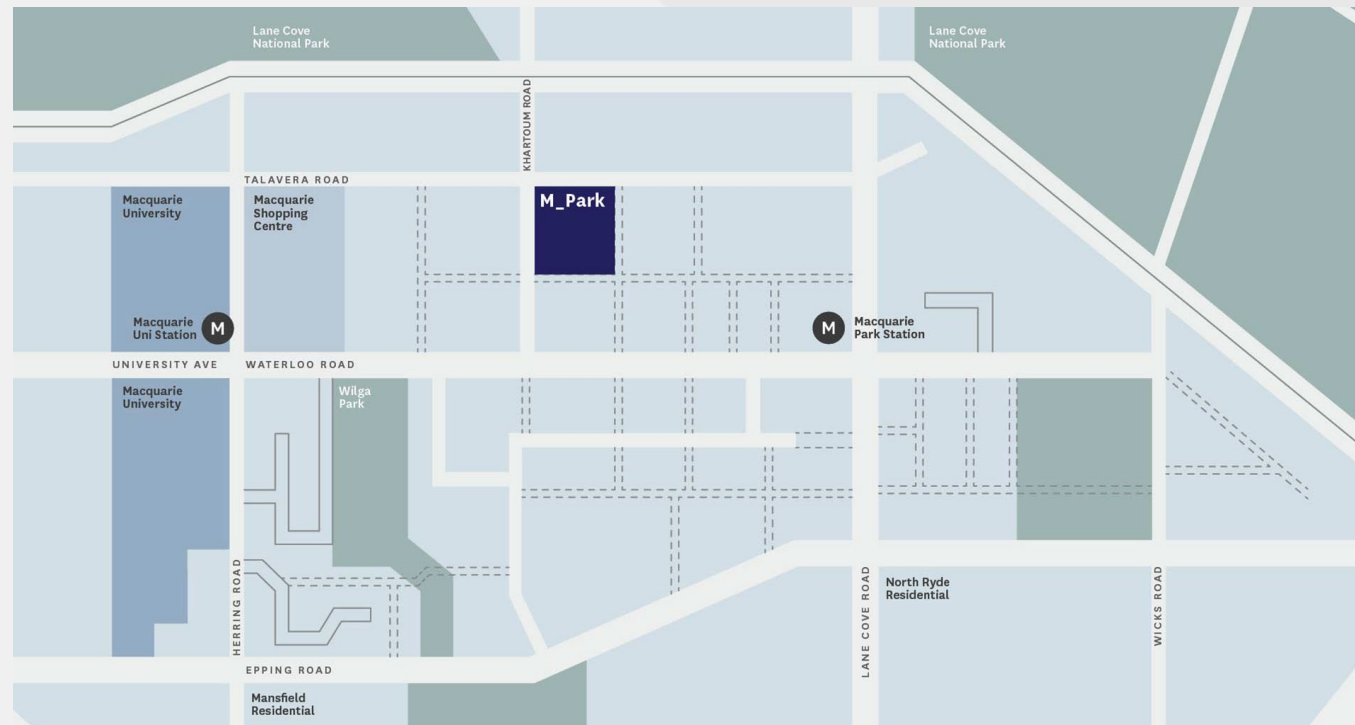 Lane Cove
National Park
Lane Cove
National Park
KHARTOUM ROAD
TALAVERA ROAD
Macquarie
University
Macquarie
Shopping
Centre
M_Park
Macquarie
Uni Station
M
M
Macquarie
Park Station
UNIVERSITY AVE
WATERLOO ROAD
Macquarie
University
Wilga
Park
HERRING ROAD
LANE COVE ROAD
North Ryde
Residential
WICKS ROAD
EPPING ROAD
Mansfield
Residential